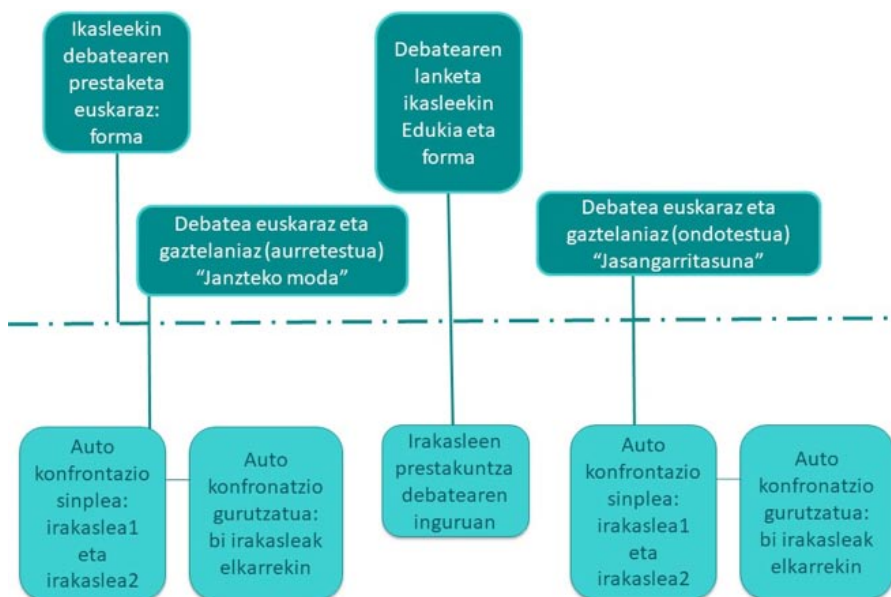 Ikasleekin
debatearen
prestaketa
euskaraz:
forma
Debatearen
lanketa
ikasleekin
Edukia eta
forma
Debatea euskaraz eta
gaztelaniaz (aurretestua)
“Janzteko moda”
Debatea euskaraz eta
gaztelaniaz (ondotestua)
“Jasangarritasuna”
Auto
konfrontazio
sinplea:
irakaslea1
eta
irakaslea2
Auto
konfronatzio
gurutzatua:
bi irakasleak
elkarrekin
Irakasleen
prestakuntza
debatearen
inguruan
Auto
konfrontazio
sinplea:
irakaslea1
eta
irakaslea2
Auto
konfronatzio
gurutzatua:
bi irakasleak
elkarrekin